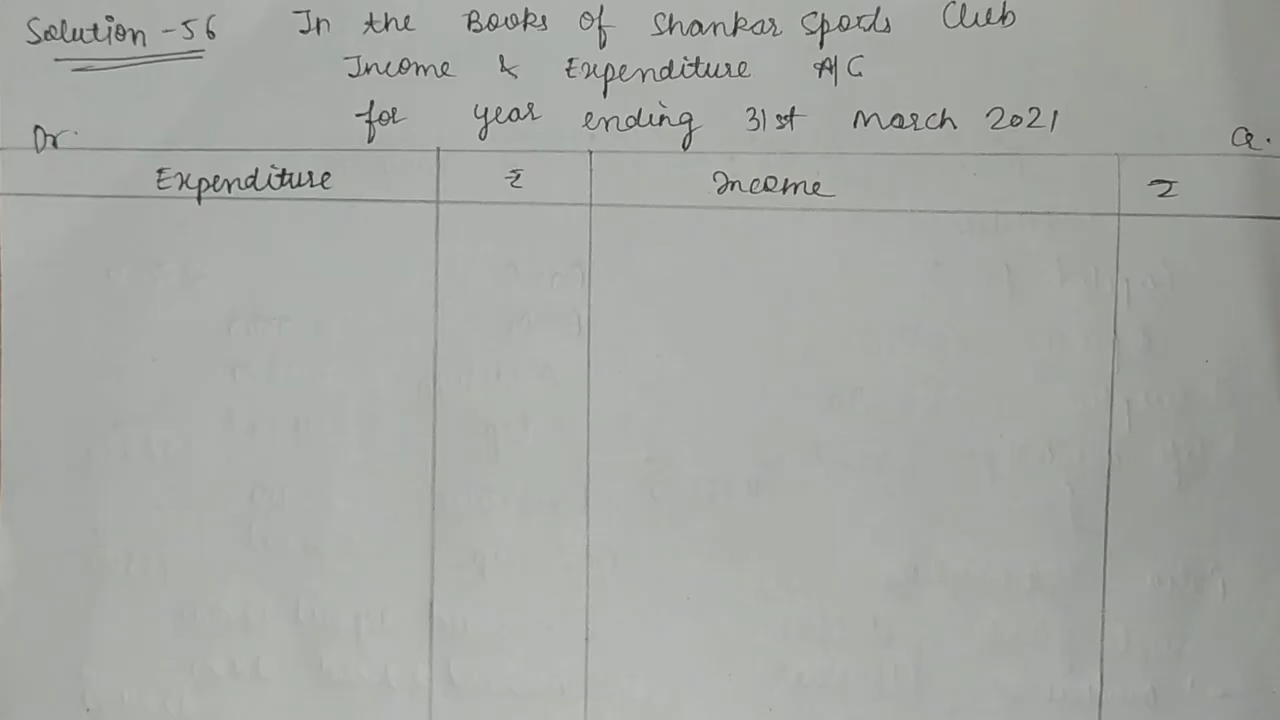 Solution - 56 In the Books of Shankar Sports Club
Income & Expenditure A/C
for year ending 31st March 2021
Dr. Cr.
Expenditure ₹ Income ₹